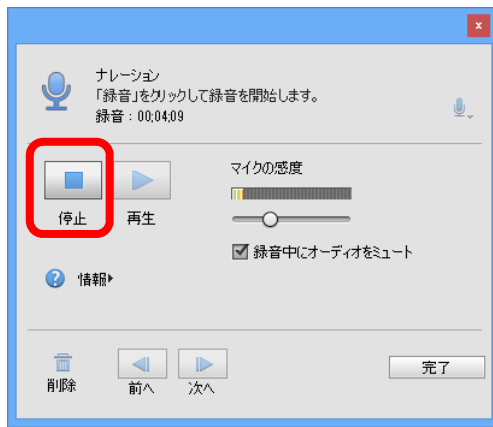 ナレーション
「録音」をクリックして録音を開始します。
録音 : 00;04;09
マイクの感度
停止
再生
録音中にオーディオをミュート
情報
削除
前へ
次へ
完了